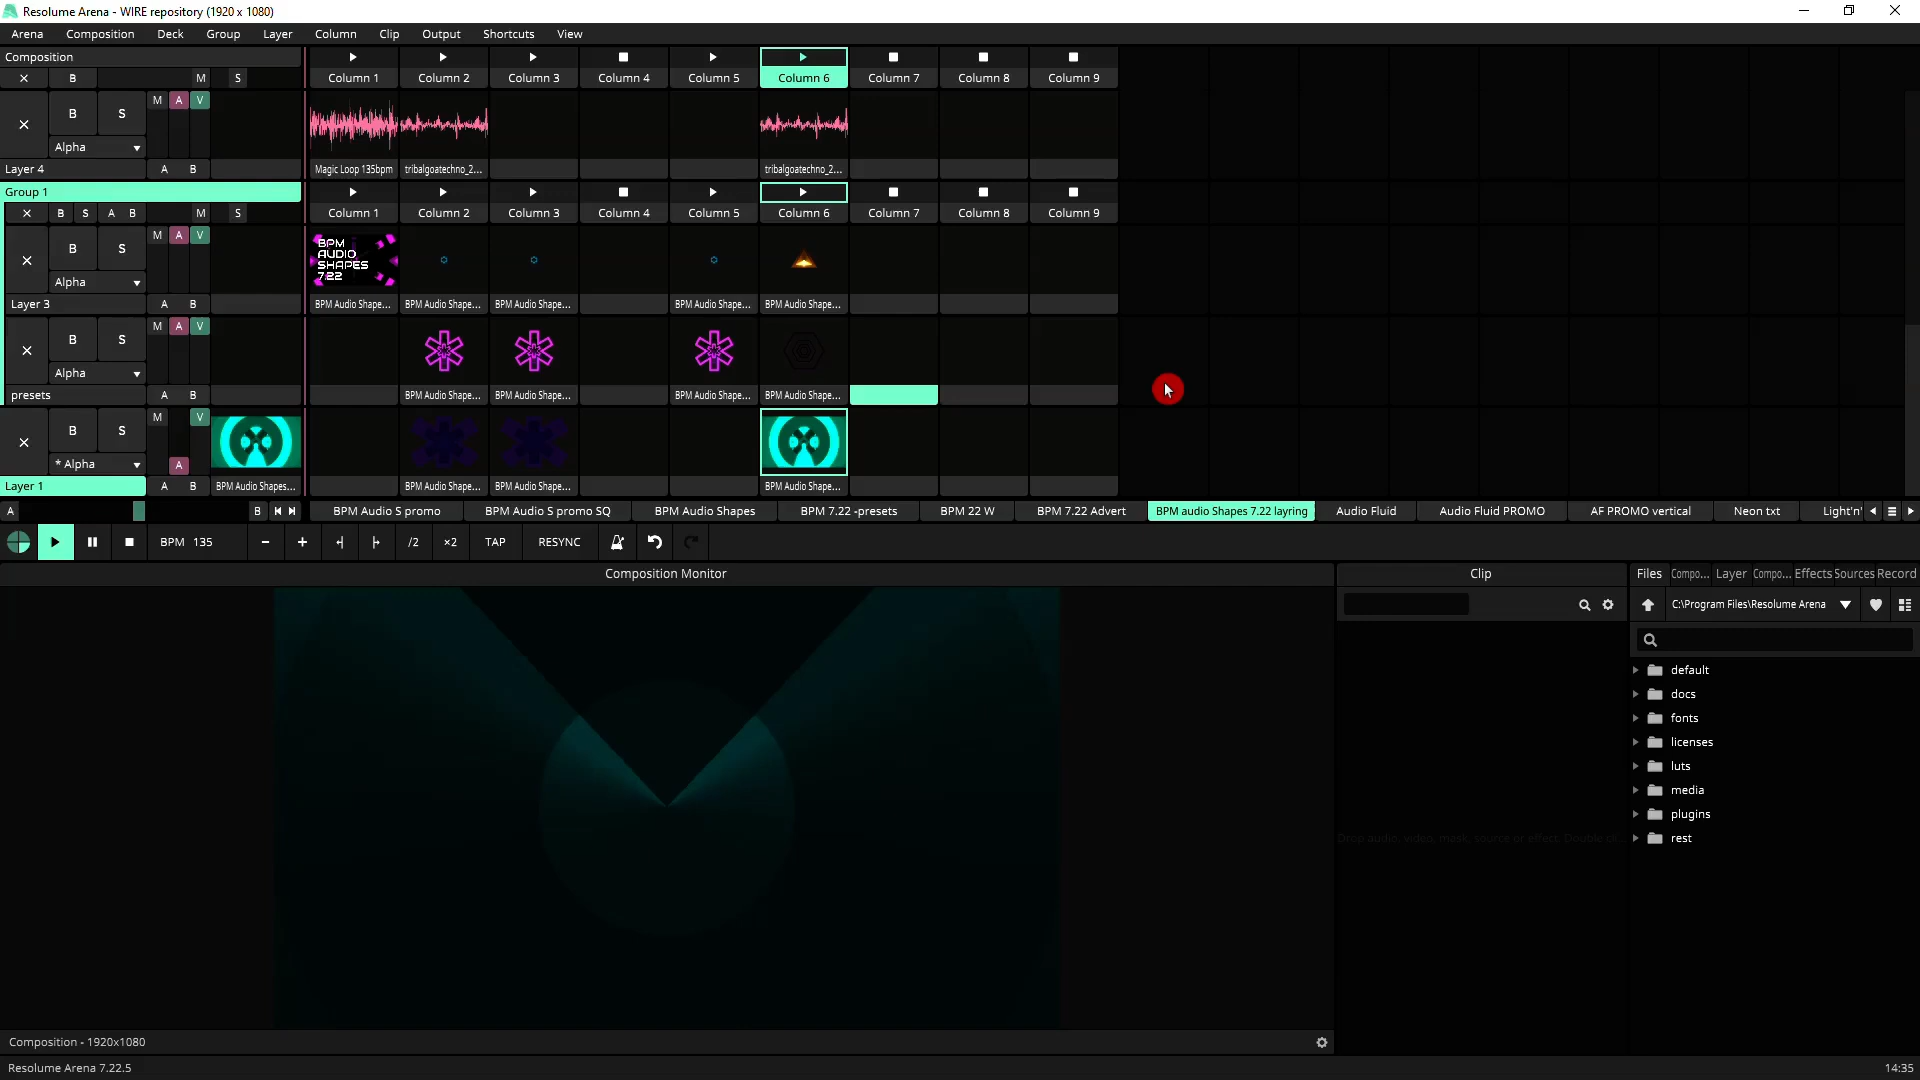 Resolume Arena - WIRE repository (1920 x 1080)
Arena Composition Deck Group Layer Column Clip Output Shortcuts View
Composition
X B M S
Column 1 Column 2 Column 3 Column 4 Column 5 Column 6 Column 7 Column 8 Column 9
M A V
B S
Alpha
Layer 4 A B Magic Loop 135bpm tribalgoatechno_2... tribalgoatechno_2...
Group 1
X B S A B M S Column 1 Column 2 Column 3 Column 4 Column 5 Column 6 Column 7 Column 8 Column 9
M A V
B S
BPM
AUDIO
SHAPES
7.22
Alpha
Layer 3 A B BPM Audio Shape... BPM Audio Shape... BPM Audio Shape... BPM Audio Shape... BPM Audio Shape...
M A V
B S
Alpha
presets A B BPM Audio Shape... BPM Audio Shape... BPM Audio Shape... BPM Audio Shape...
M V
B S
* Alpha A
Layer 1 A B BPM Audio Shapes... BPM Audio Shape... BPM Audio Shape... BPM Audio Shape...
A B BPM Audio S promo BPM Audio S promo SQ BPM Audio Shapes BPM 7.22 -presets BPM 22 W BPM 7.22 Advert BPM audio Shapes 7.22 layring Audio Fluid Audio Fluid PROMO AF PROMO vertical Neon txt Light'n'
BPM 135 - + /2 x2 TAP RESYNC
Composition Monitor
Clip
Files Compo... Layer Compo... Effects Sources Record
C:\Program Files\Resolume Arena
default
docs
fonts
licenses
luts
media
plugins
rest
Composition - 1920x1080
Resolume Arena 7.22.5
14:35